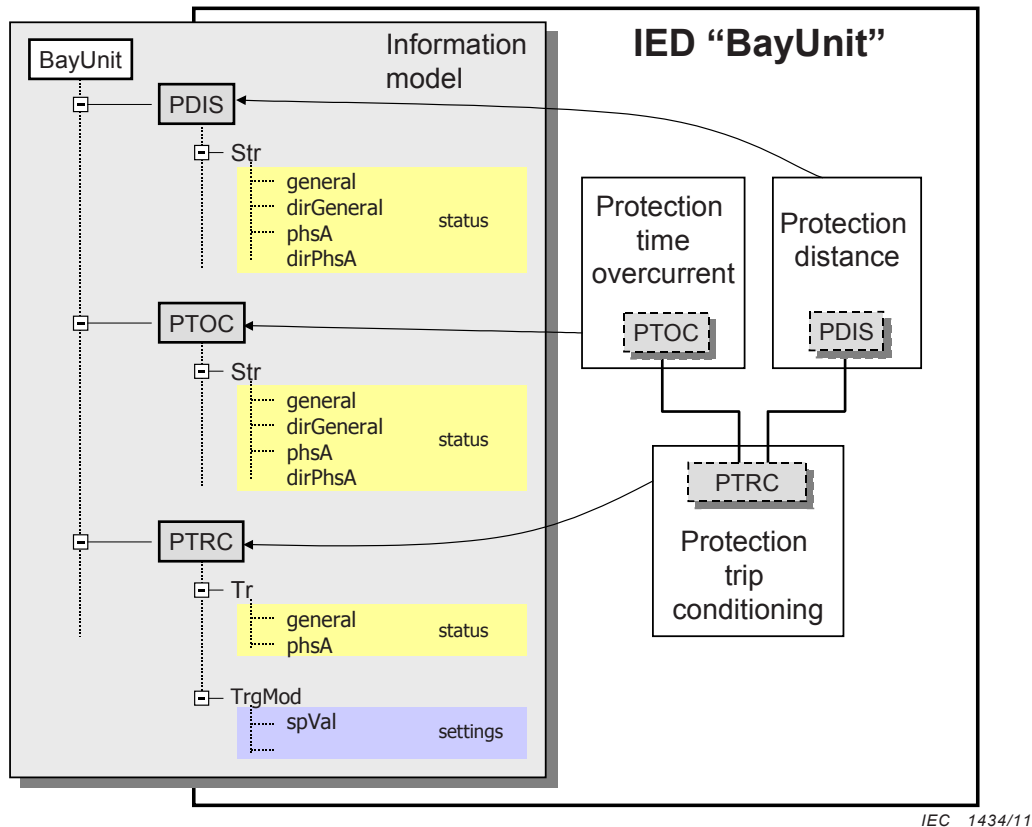 Information
model
BayUnit
PDIS
Str
general
dirGeneral
phsA
dirPhsA
status
PTOC
Str
general
dirGeneral
phsA
dirPhsA
status
PTRC
Tr
general
phsA
status
TrgMod
spVal
settings
IED “BayUnit”
Protection
time
overcurrent
PTOC
Protection
distance
PDIS
PTRC
Protection
trip
conditioning
IEC 1434/11